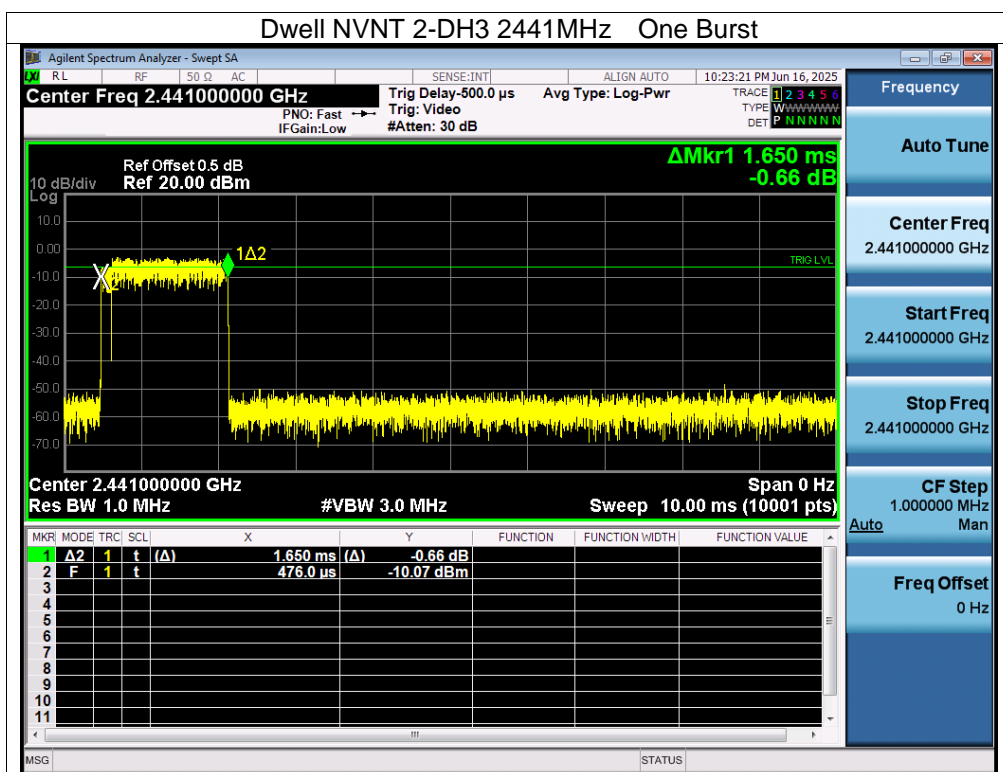 Dwell NVNT 2-DH3 2441MHz One Burst
Agilent Spectrum Analyzer - Swept SA
LXI RL RF 50 Ω AC SENSE:INT ALIGN AUTO 10:23:21 PM Jun 16, 2025
Center Freq 2.441000000 GHz Trig Delay-500.0 µs Avg Type: Log-Pwr TRACE 1 2 3 4 5 6
PNO: Fast Trig: Video TYPE WWWWWW
IFGain:Low #Atten: 30 dB DET P N N N N N
Frequency
Auto Tune
Center Freq
2.441000000 GHz
Start Freq
2.441000000 GHz
Stop Freq
2.441000000 GHz
CF Step
1.000000 MHz
Auto Man
Freq Offset
0 Hz
ΔMkr1 1.650 ms
-0.66 dB
Ref Offset 0.5 dB
10 dB/div Ref 20.00 dBm
Log
10.0
0.00
-10.0
-20.0
-30.0
-40.0
-50.0
-60.0
-70.0
1Δ2
2
TRIG LVL
Center 2.441000000 GHz Span 0 Hz
Res BW 1.0 MHz #VBW 3.0 MHz Sweep 10.00 ms (10001 pts)
MKR MODE TRC SCL X Y FUNCTION FUNCTION WIDTH FUNCTION VALUE
1 Δ2 1 t (Δ) 1.650 ms (Δ) -0.66 dB
2 F 1 t 476.0 µs -10.07 dBm
3
4
5
6
7
8
9
10
11
MSG STATUS